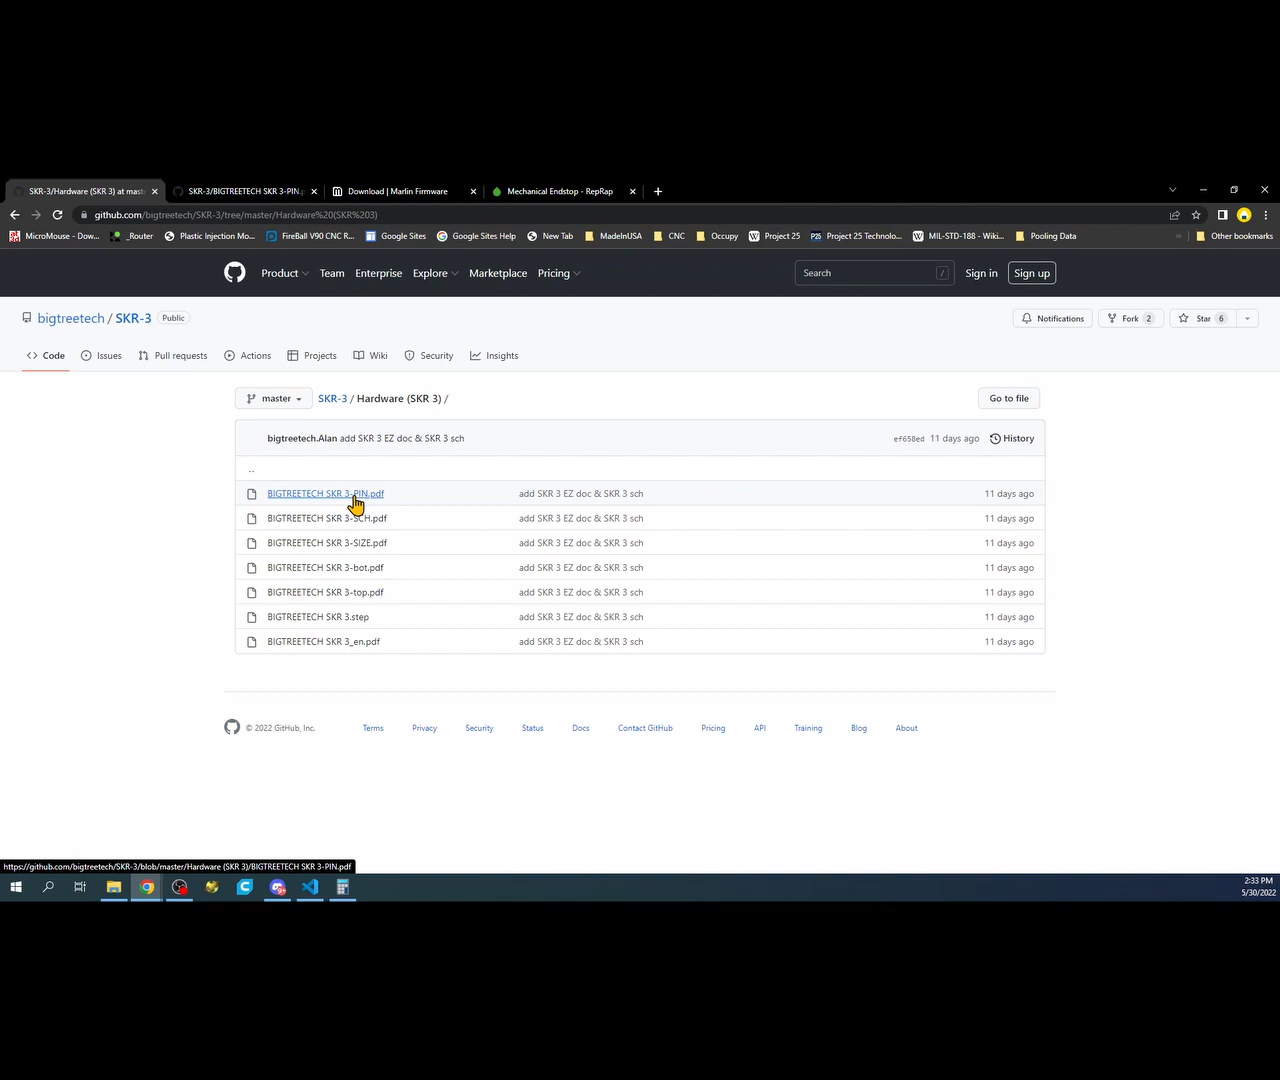 SKR-3/Hardware (SKR 3) at mast
SKR-3/BIGTREETECH SKR 3-PIN.
Download | Marlin Firmware
Mechanical Endstop - RepRap
github.com/bigtreetech/SKR-3/tree/master/Hardware%20(SKR%203)
MicroMouse - Dow...
_Router
Plastic Injection Mo...
FireBall V90 CNC R...
Google Sites
Google Sites Help
New Tab
MadeInUSA
CNC
Occupy
Project 25
Project 25 Technolo...
MIL-STD-188 - Wiki...
Pooling Data
»
Other bookmarks
Product
Team
Enterprise
Explore
Marketplace
Pricing
Search
/
Sign in
Sign up
bigtreetech / SKR-3
Public
Notifications
Fork 2
Star 6
Code
Issues
Pull requests
Actions
Projects
Wiki
Security
Insights
master
SKR-3 / Hardware (SKR 3) /
Go to file
bigtreetech.Alan add SKR 3 EZ doc & SKR 3 sch
ef658ed 11 days ago
History
..
BIGTREETECH SKR 3-PIN.pdf
add SKR 3 EZ doc & SKR 3 sch
11 days ago
BIGTREETECH SKR 3-SCH.pdf
add SKR 3 EZ doc & SKR 3 sch
11 days ago
BIGTREETECH SKR 3-SIZE.pdf
add SKR 3 EZ doc & SKR 3 sch
11 days ago
BIGTREETECH SKR 3-bot.pdf
add SKR 3 EZ doc & SKR 3 sch
11 days ago
BIGTREETECH SKR 3-top.pdf
add SKR 3 EZ doc & SKR 3 sch
11 days ago
BIGTREETECH SKR 3.step
add SKR 3 EZ doc & SKR 3 sch
11 days ago
BIGTREETECH SKR 3_en.pdf
add SKR 3 EZ doc & SKR 3 sch
11 days ago
© 2022 GitHub, Inc.
Terms
Privacy
Security
Status
Docs
Contact GitHub
Pricing
API
Training
Blog
About
https://github.com/bigtreetech/SKR-3/blob/master/Hardware (SKR 3)/BIGTREETECH SKR 3-PIN.pdf
2:33 PM
5/30/2022